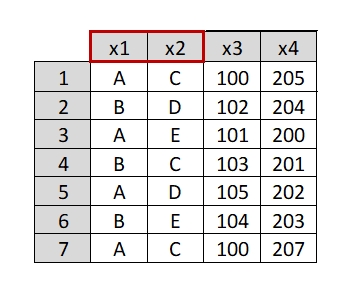 x1 x2 x3 x4
1 A C 100 205
2 B D 102 204
3 A E 101 200
4 B C 103 201
5 A D 105 202
6 B E 104 203
7 A C 100 207